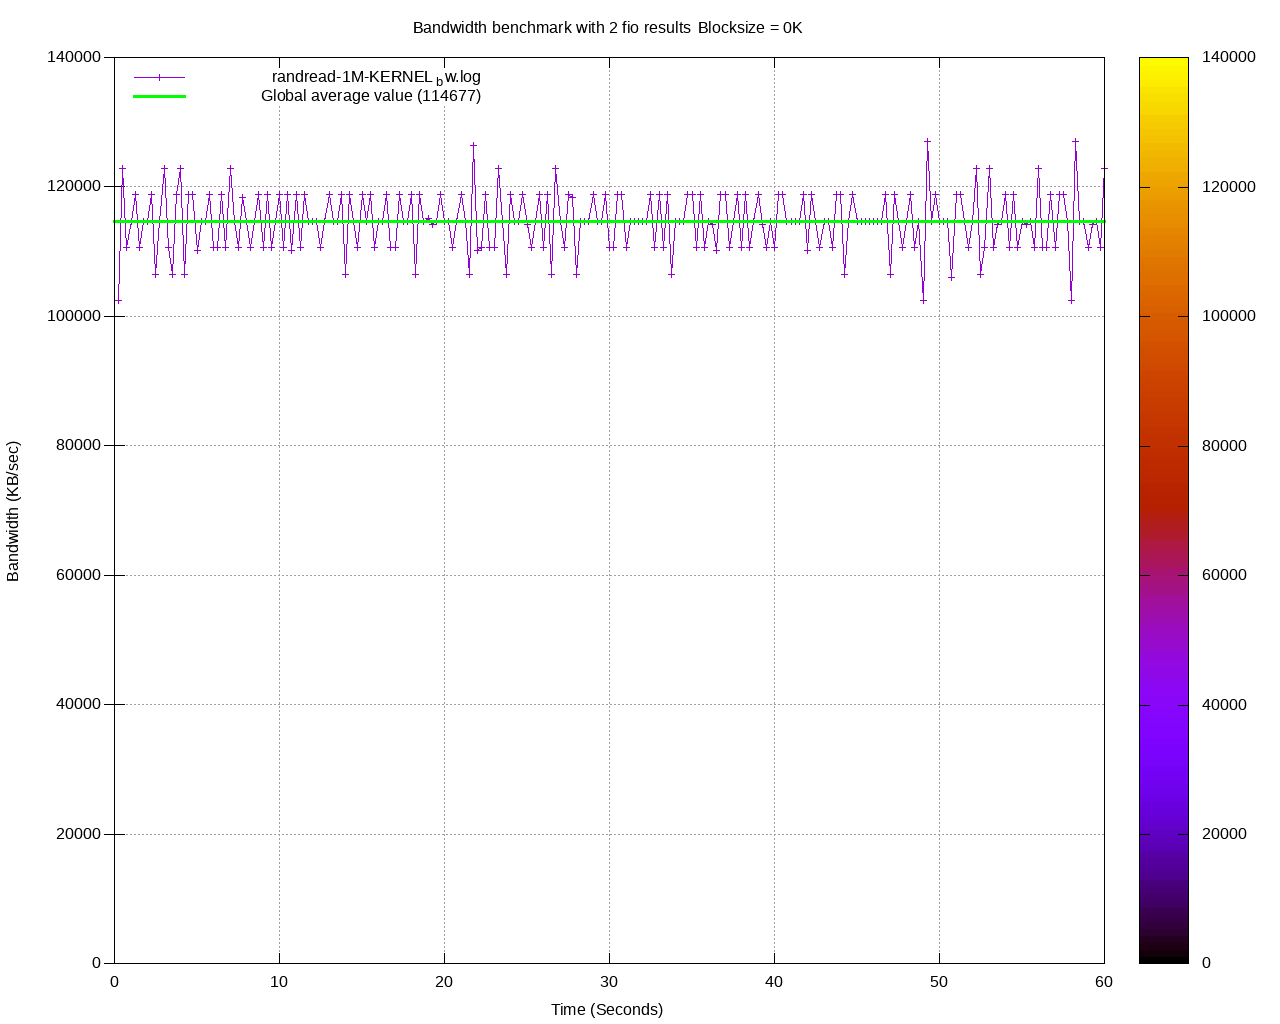 Bandwidth benchmark with 2 fio results Blocksize = 0K
randread-1M-KERNEL_bw.log
Global average value (114677)
140000
120000
100000
80000
60000
40000
20000
0
Bandwidth (KB/sec)
0 10 20 30 40 50 60
Time (Seconds)
140000
120000
100000
80000
60000
40000
20000
0